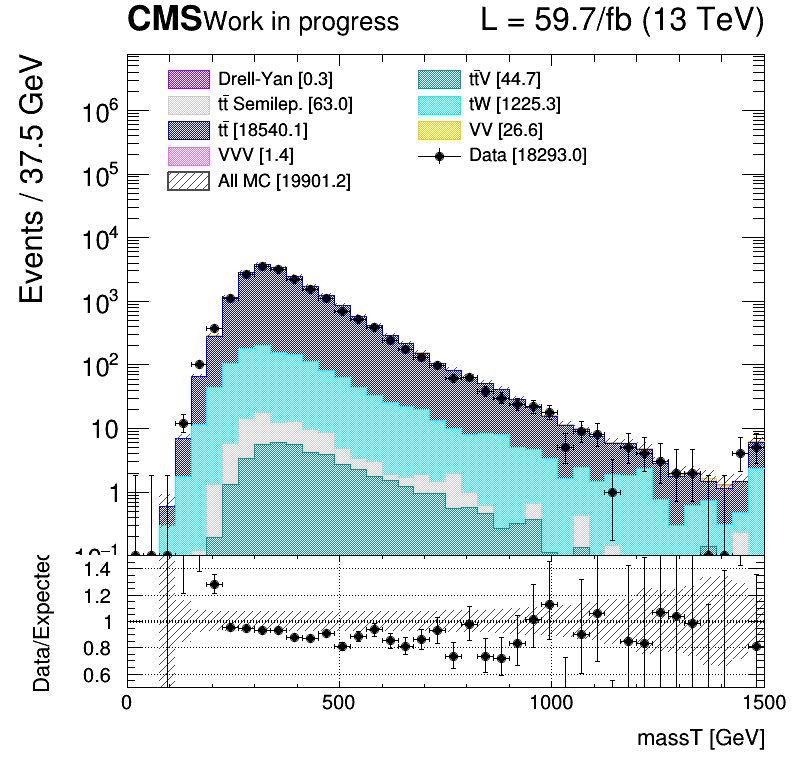 CMS Work in progress L = 59.7/fb (13 TeV)
Events / 37.5 GeV
Drell-Yan [0.3]
tt̄ Semilep. [63.0]
tt̄ [18540.1]
VVV [1.4]
All MC [19901.2]
tt̄V [44.7]
tW [1225.3]
VV [26.6]
Data [18293.0]
10⁶
10⁵
10⁴
10³
10²
10
1
10⁻¹
Data/Expected
1.4
1.2
1
0.8
0.6
0 500 1000 1500
massT [GeV]